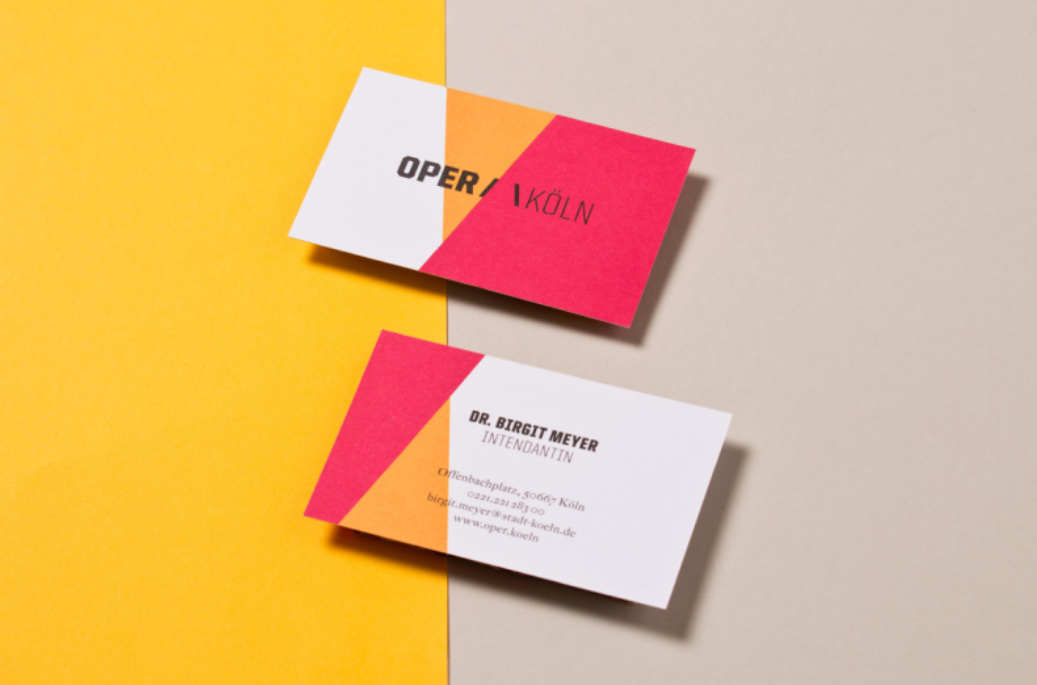 OPER/ \KÖLN
DR. BIRGIT MEYER
INTENDANTIN
Offenbachplatz, 50667 Köln
0221.221 283 00
birgit.meyer@stadt-koeln.de
www.oper.koeln